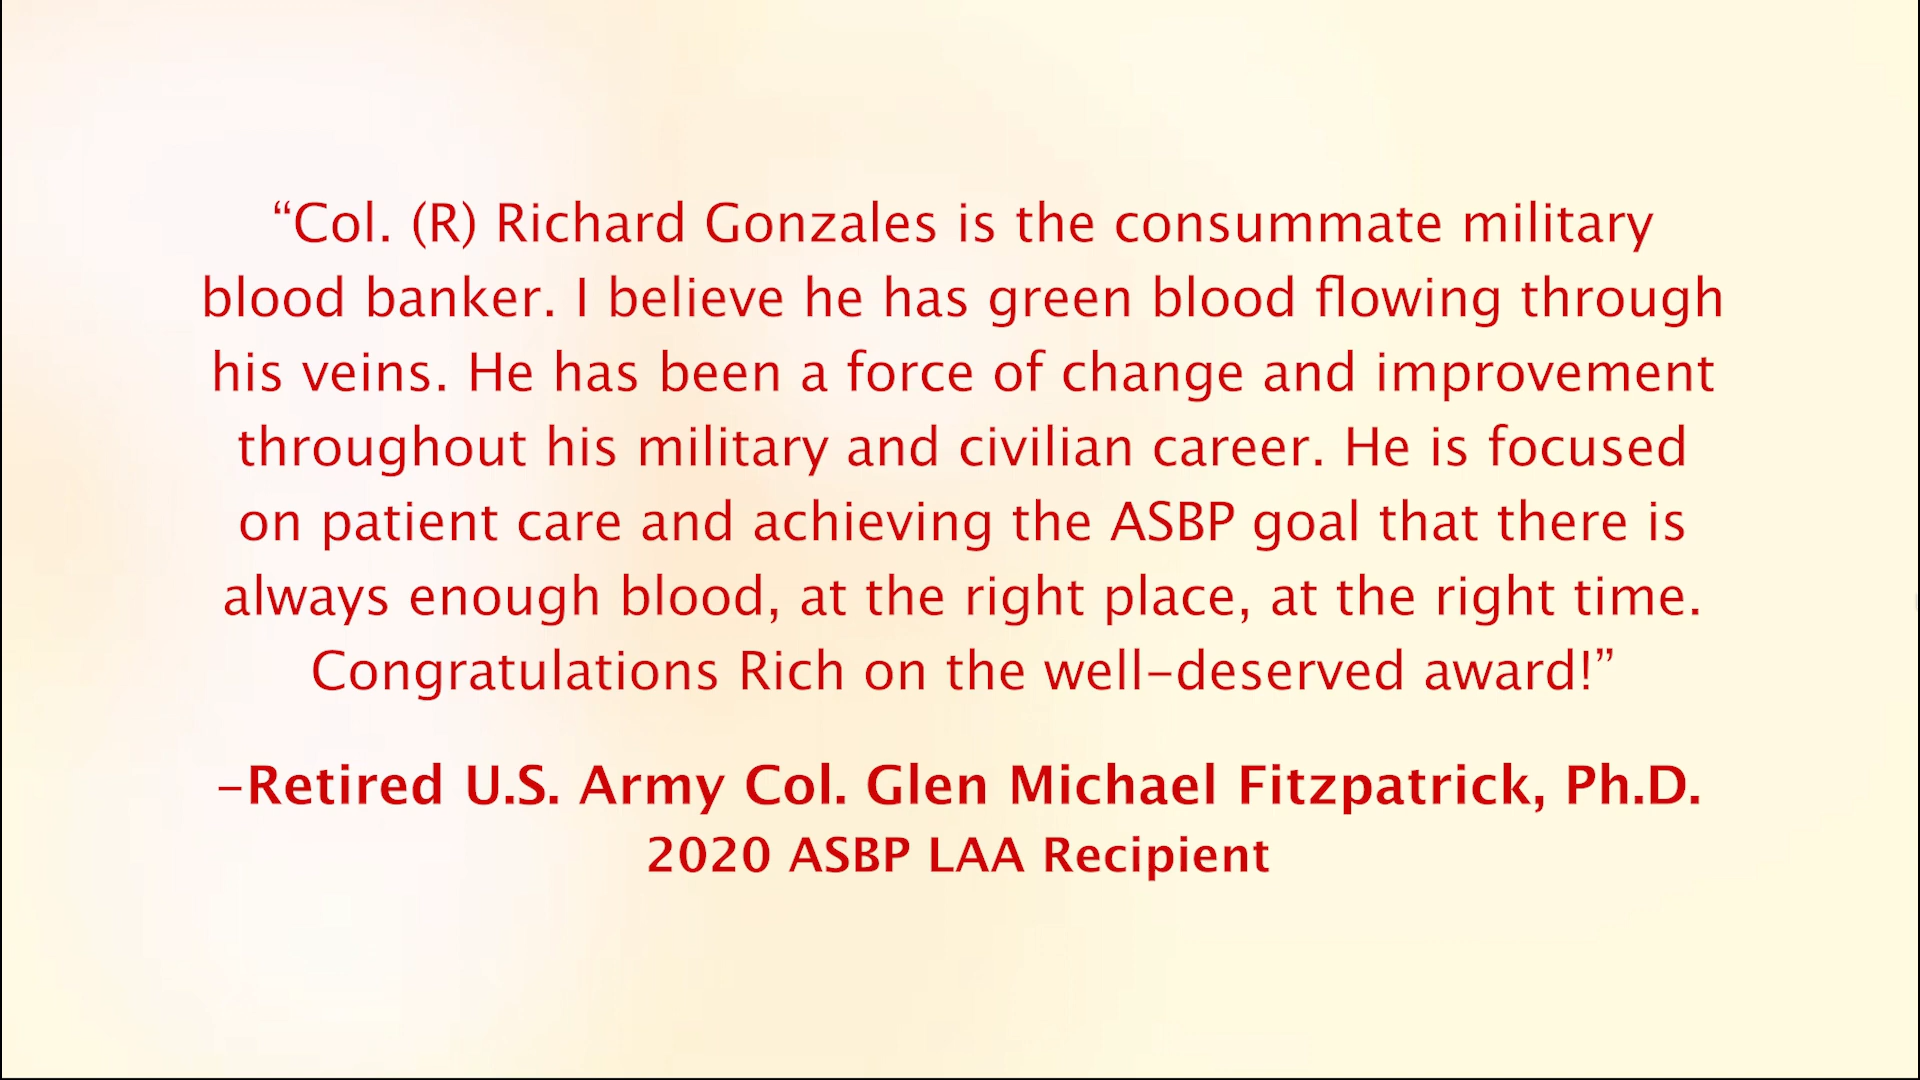 “Col. (R) Richard Gonzales is the consummate military
blood banker. I believe he has green blood flowing through
his veins. He has been a force of change and improvement
throughout his military and civilian career. He is focused
on patient care and achieving the ASBP goal that there is
always enough blood, at the right place, at the right time.
Congratulations Rich on the well-deserved award!”
-Retired U.S. Army Col. Glen Michael Fitzpatrick, Ph.D.
2020 ASBP LAA Recipient